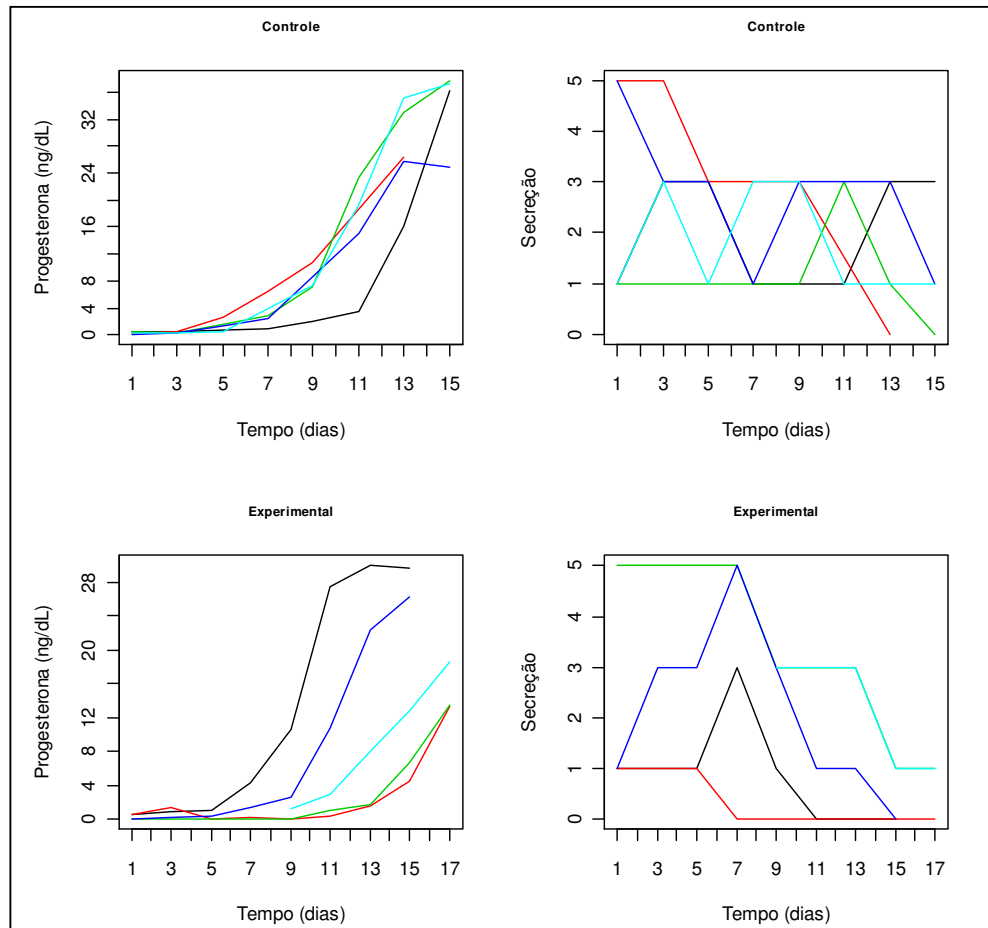 Controle
Progesterona (ng/dL)
32
24
16
8
4
0
1 3 5 7 9 11 13 15
Tempo (dias)
Controle
Secreção
5
4
3
2
1
0
1 3 5 7 9 11 13 15
Tempo (dias)
Experimental
Progesterona (ng/dL)
28
20
12
4
0
1 3 5 7 9 11 13 15 17
Tempo (dias)
Experimental
Secreção
5
4
3
2
1
0
1 3 5 7 9 11 13 15 17
Tempo (dias)